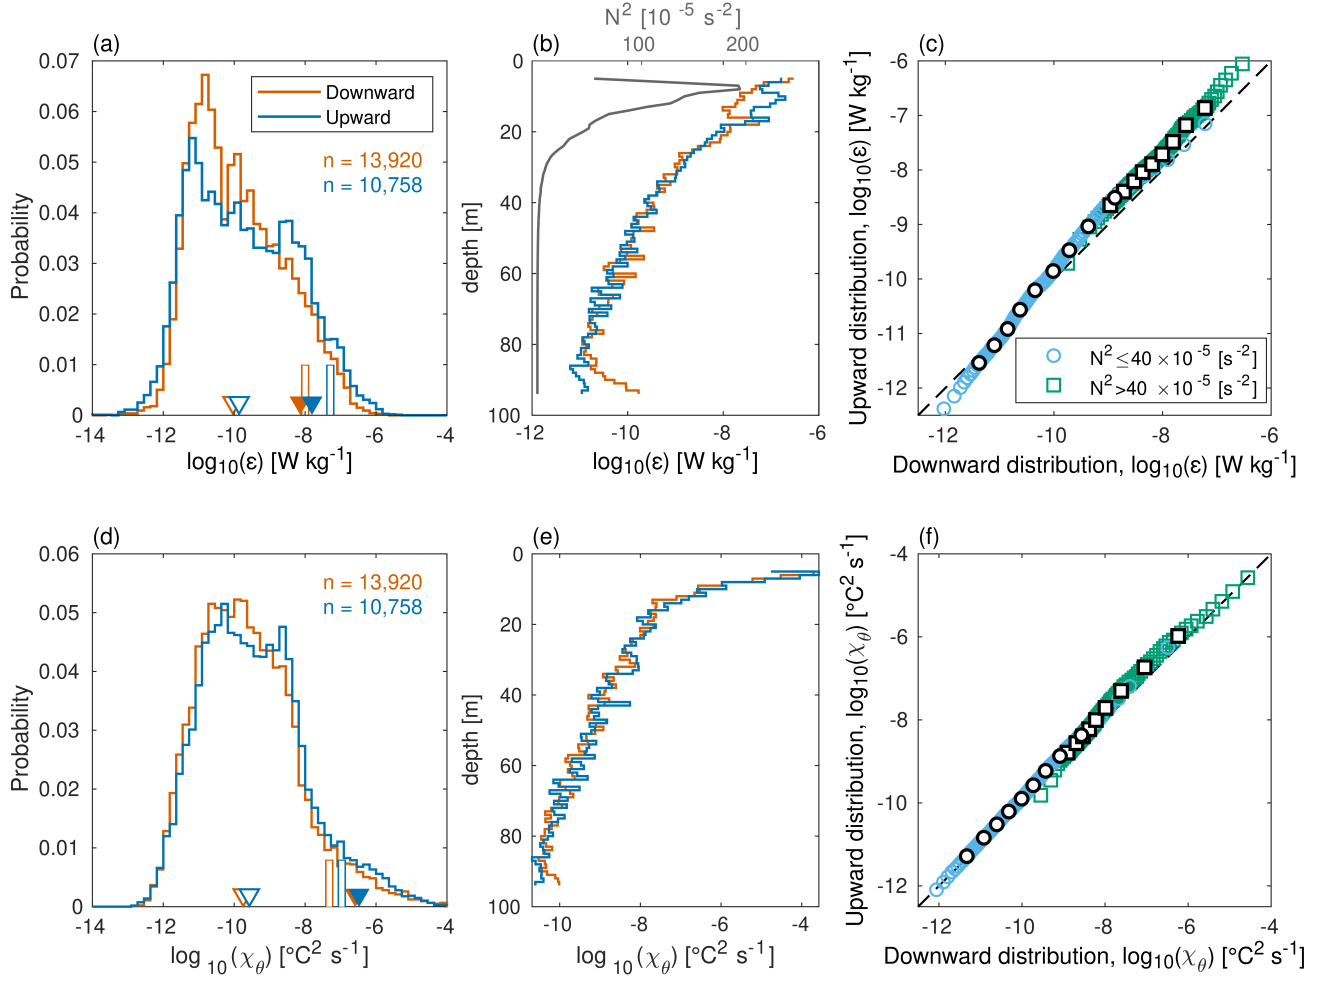 (a)
0.07
0.06
0.05
0.04
0.03
0.02
0.01
0
Probability
-14
-12
-10
-8
-6
-4
log10(ε) [W kg-1]
Downward
Upward
n = 13,920
n = 10,758
N2 [10 -5 s-2]
100
200
(b)
0
20
40
60
80
100
depth [m]
-12
-10
-8
-6
log10(ε) [W kg-1]
(c)
-6
-7
-8
-9
-10
-11
-12
Upward distribution, log10(ε) [W kg-1]
-12
-10
-8
-6
Downward distribution, log10(ε) [W kg-1]
N2≤40 ×10-5 [s-2]
N2>40 ×10-5 [s-2]
(d)
0.06
0.05
0.04
0.03
0.02
0.01
0
Probability
-14
-12
-10
-8
-6
-4
log 10(χθ) [°C2 s-1]
n = 13,920
n = 10,758
(e)
0
20
40
60
80
100
depth [m]
-10
-8
-6
-4
log10(χθ) [°C2 s-1]
(f)
-4
-6
-8
-10
-12
Upward distribution, log10(χθ) [°C2 s-1]
-12
-10
-8
-6
-4
Downward distribution, log10(χθ) [°C2 s-1]